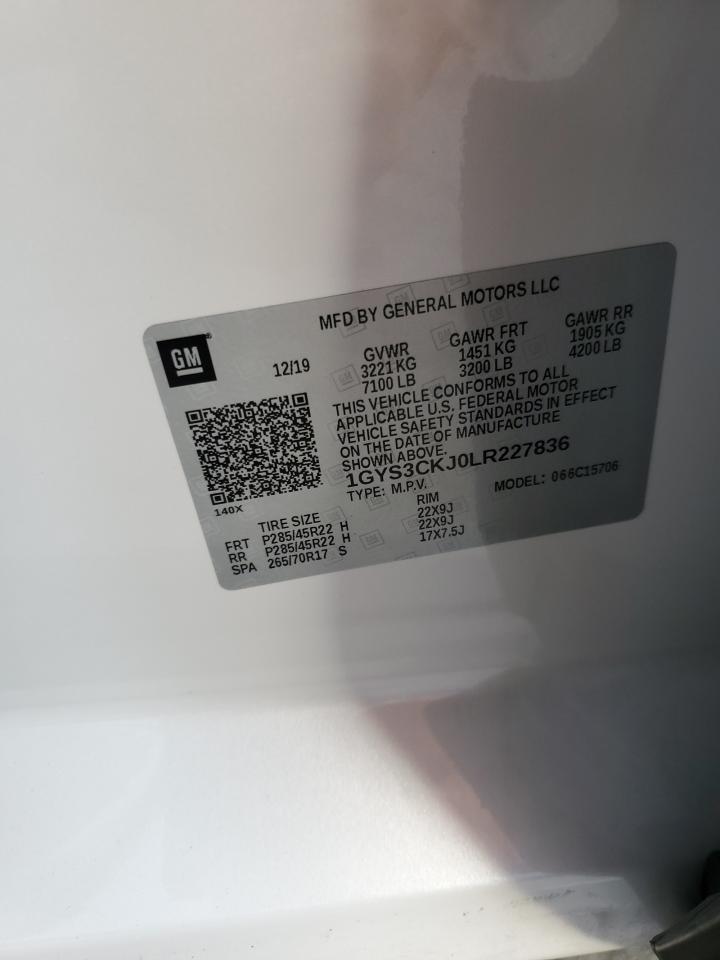 MFD BY GENERAL MOTORS LLC
GM
12/19
GVWR GAWR FRT GAWR RR
3221 KG 1451 KG 1905 KG
7100 LB 3200 LB 4200 LB
THIS VEHICLE CONFORMS TO ALL
APPLICABLE U.S. FEDERAL MOTOR
VEHICLE SAFETY STANDARDS IN EFFECT
ON THE DATE OF MANUFACTURE
SHOWN ABOVE.
1GYS3CKJ0LR227836
TYPE: M.P.V. MODEL: 066C15706
140X
TIRE SIZE RIM
FRT P285/45R22 H 22X9J
RR P285/45R22 H 22X9J
SPA 265/70R17 S 17X7.5J